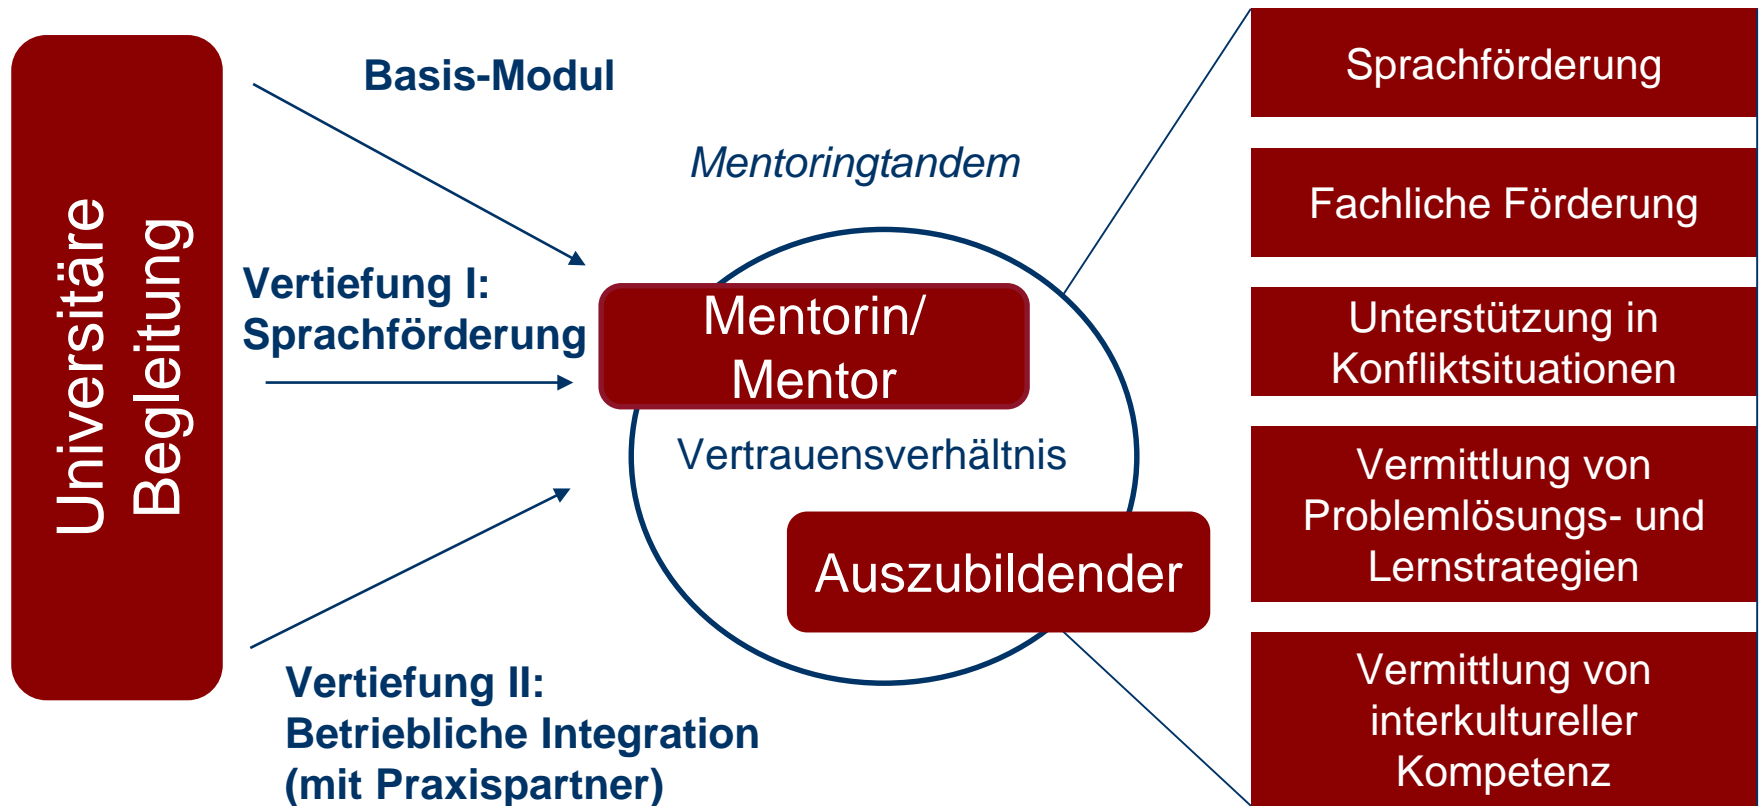 Universitäre
Begleitung
Basis-Modul
Vertiefung I:
Sprachförderung
Vertiefung II:
Betriebliche Integration
(mit Praxispartner)
Mentoringtandem
Mentorin/
Mentor
Vertrauensverhältnis
Auszubildender
Sprachförderung
Fachliche Förderung
Unterstützung in
Konfliktsituationen
Vermittlung von
Problemlösungs- und
Lernstrategien
Vermittlung von
interkultureller
Kompetenz